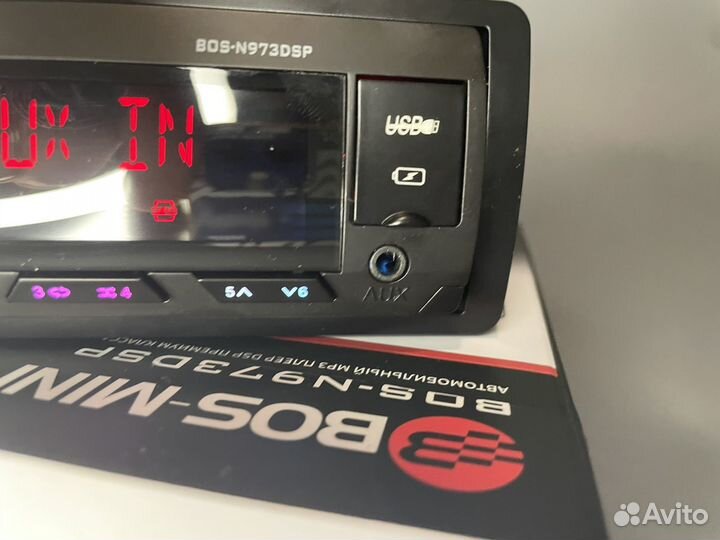 BOS-N973DSP
UX IN
USB
AUX
3 4
5 6
АВТОМОБИЛЬНЫЙ MP3 ПЛЕЕР DSP ПРЕМИУМ КЛАСС
BOS-N973DSP
BOS-MINI
Avito